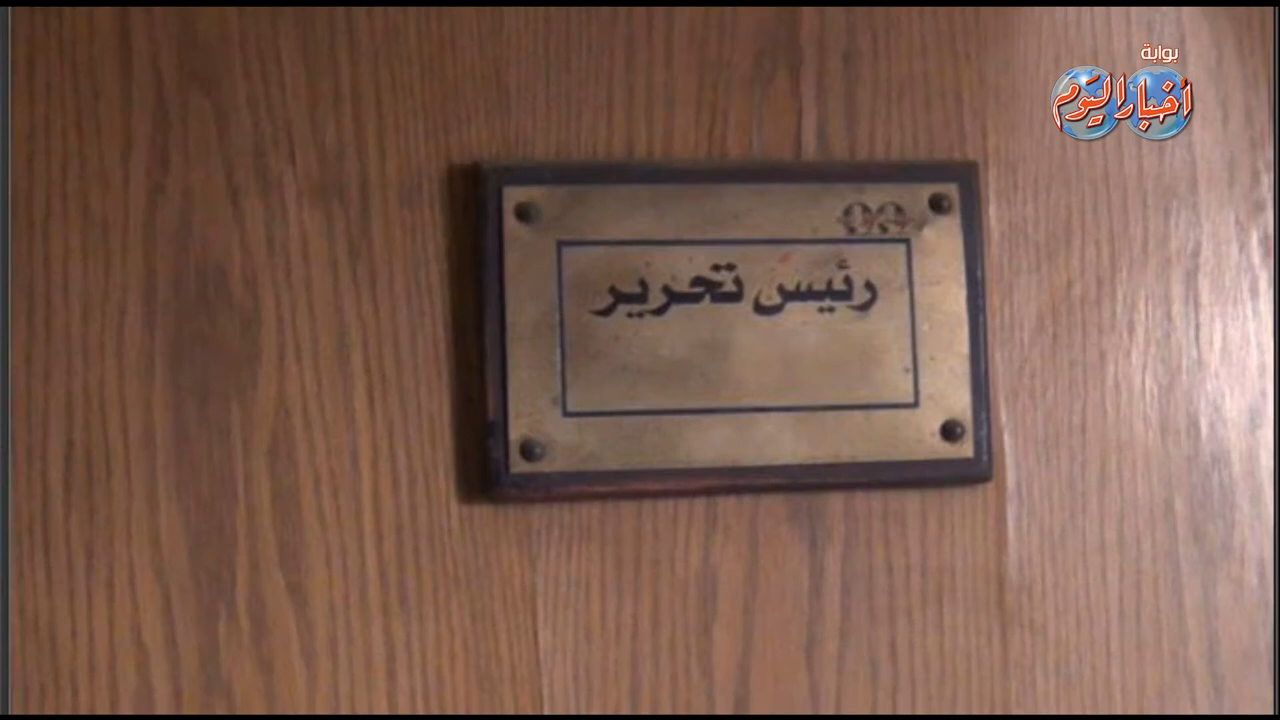 بوابة
أخبار اليوم
رئيس تحرير